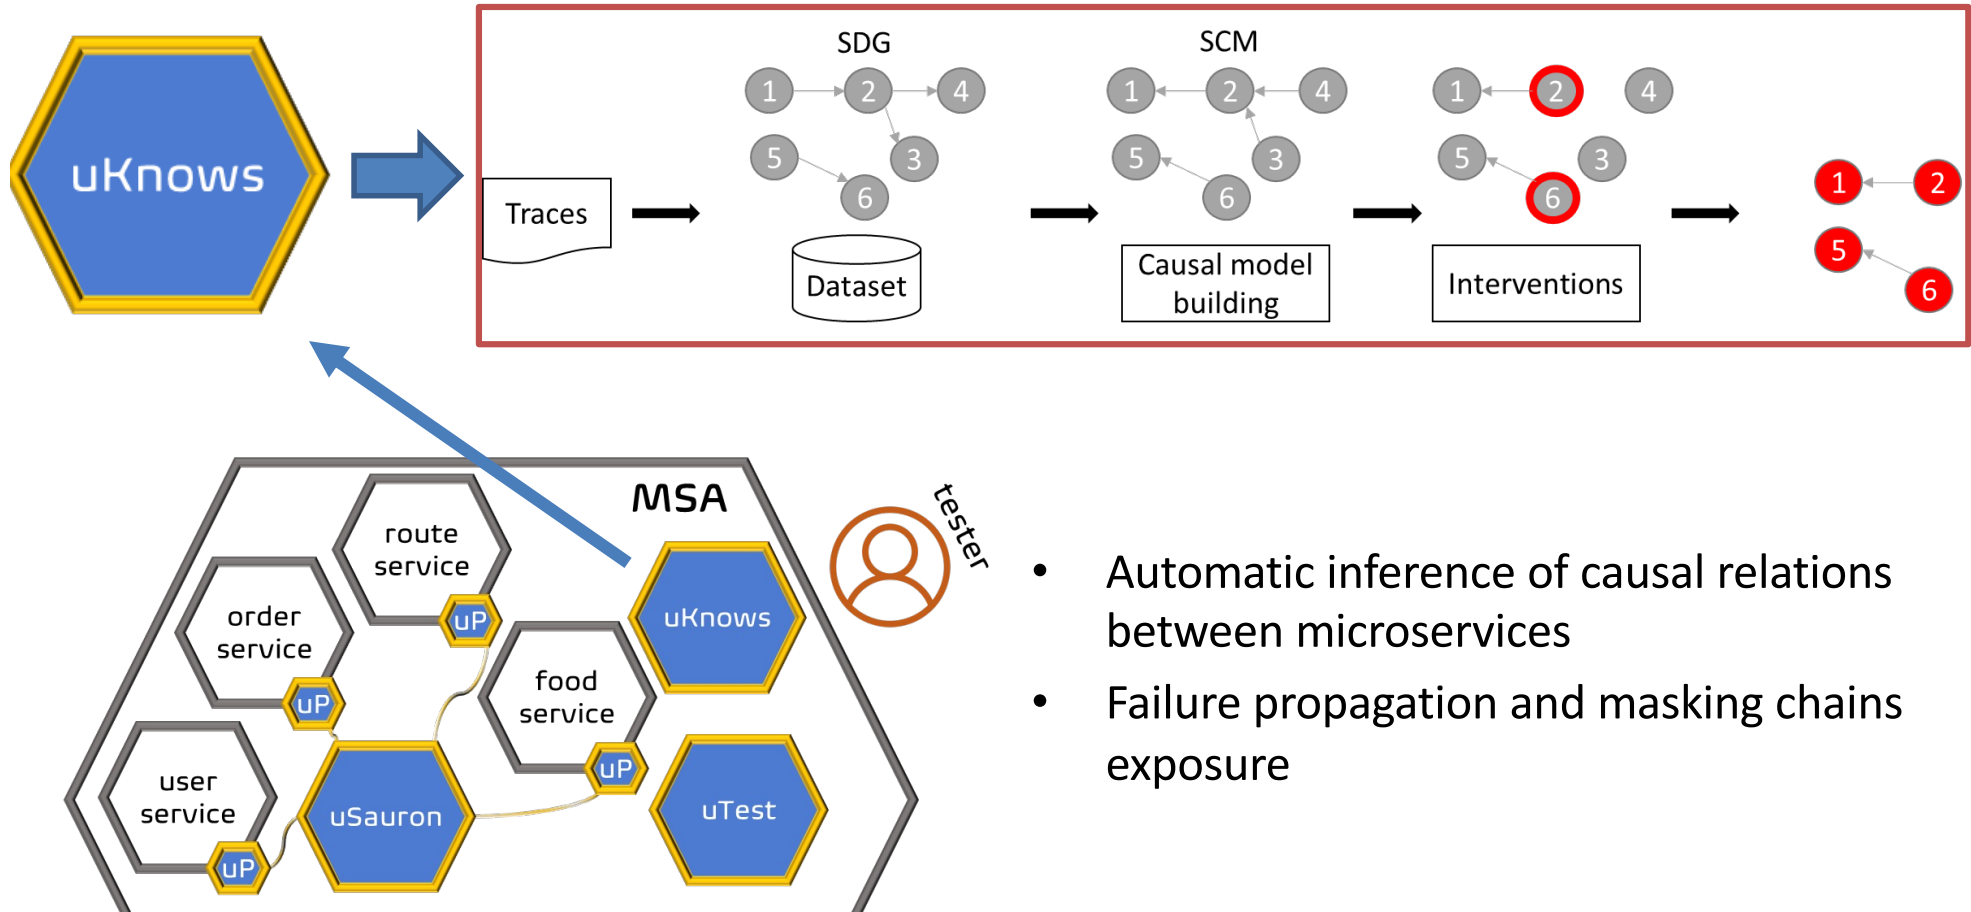 uKnows
SDG
SCM
1
2
4
5
3
6
1
2
4
5
3
6
1
2
4
5
3
6
1
2
5
6
Traces
Dataset
Causal model
building
Interventions
MSA
tester
route
service
uP
order
service
uP
food
service
uP
user
service
uP
uKnows
uSauron
uTest
• Automatic inference of causal relations
between microservices
• Failure propagation and masking chains
exposure